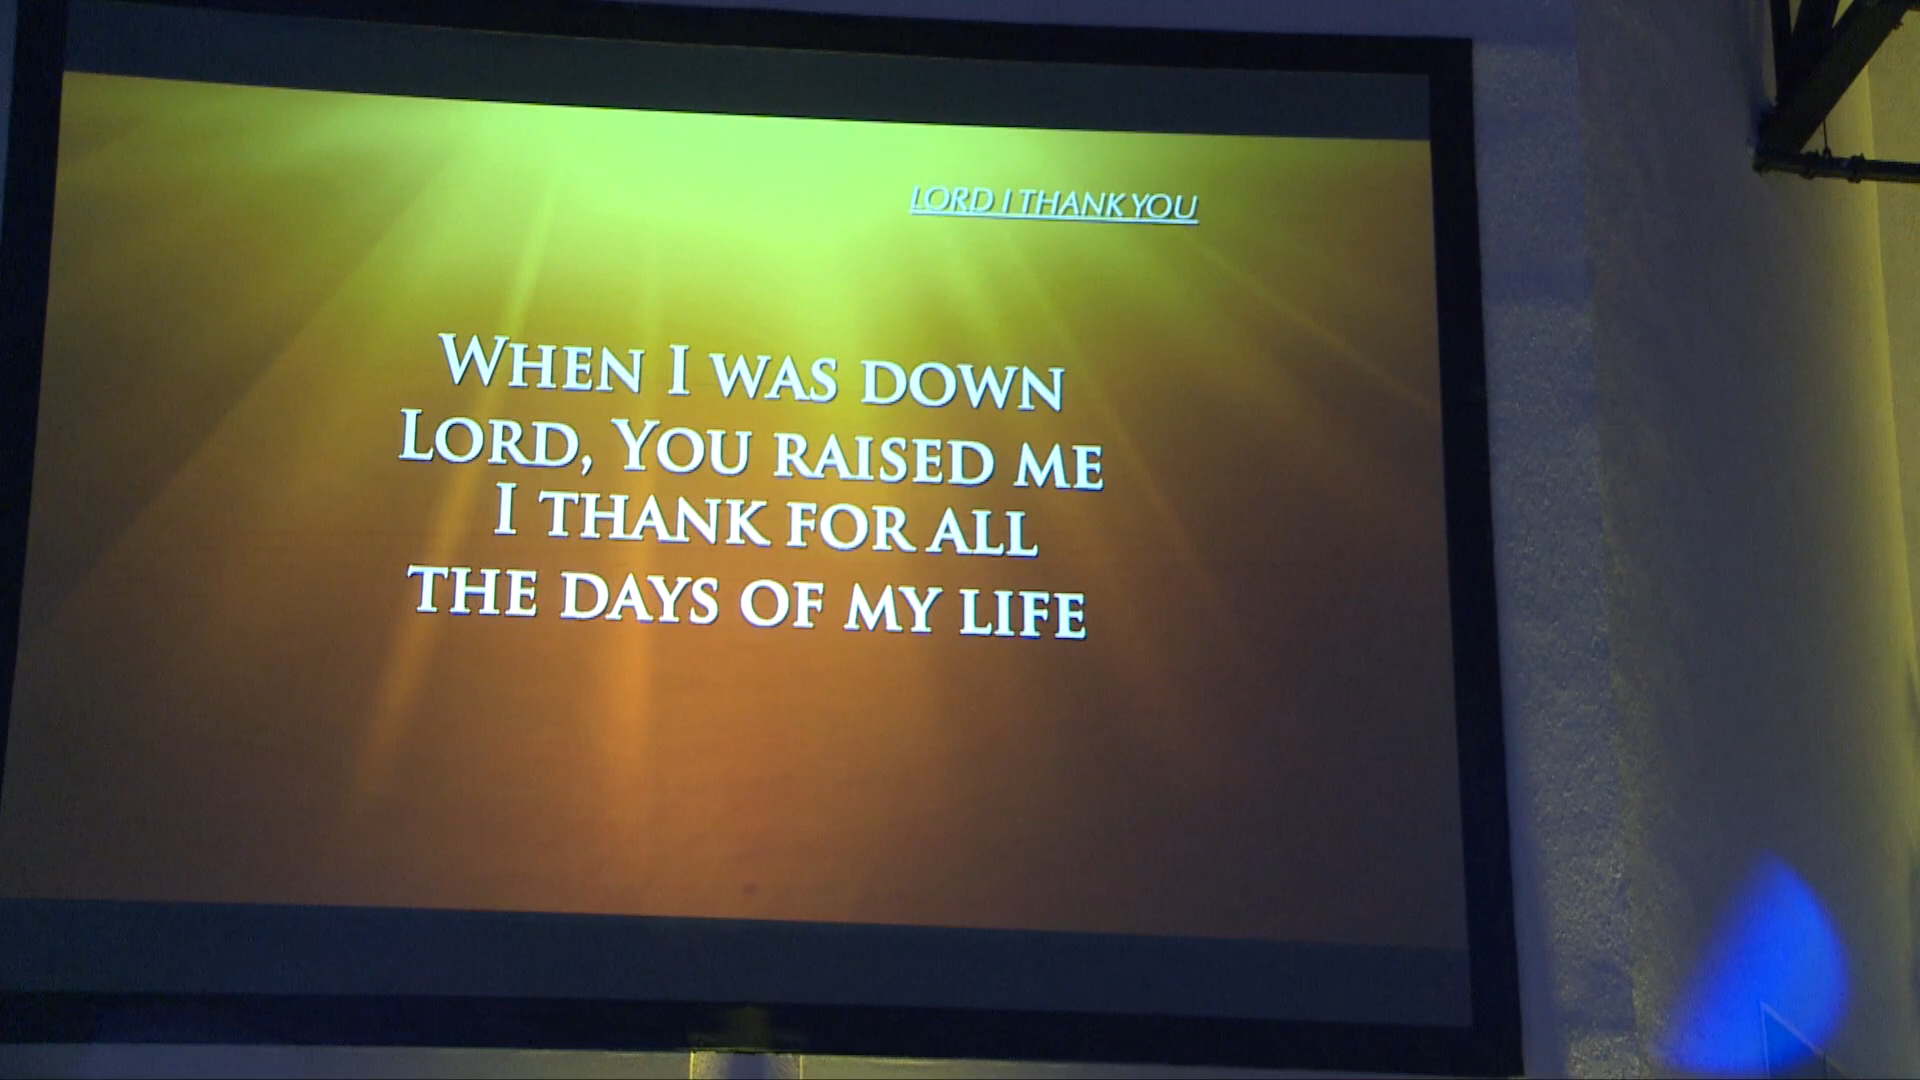 LORD I THANK YOU
WHEN I WAS DOWN
LORD, YOU RAISED ME
I THANK FOR ALL
THE DAYS OF MY LIFE